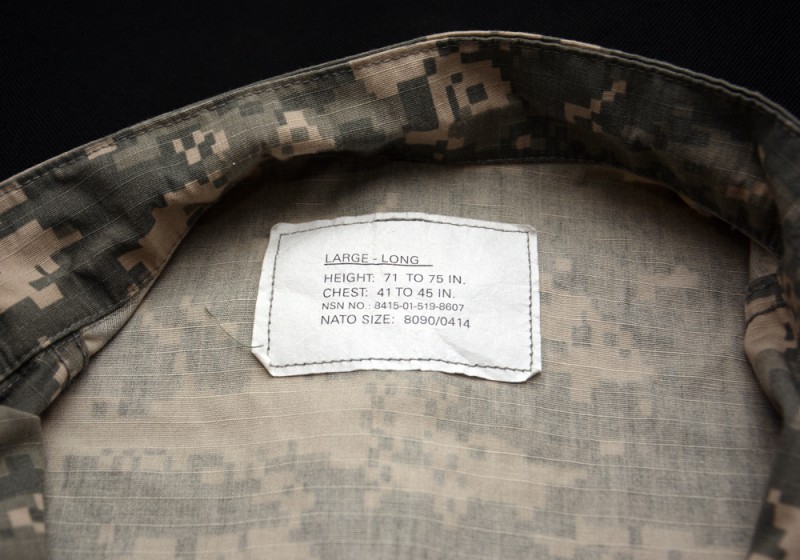 LARGE - LONG
HEIGHT: 71 TO 75 IN.
CHEST: 41 TO 45 IN.
NSN NO.: 8415-01-519-8607
NATO SIZE: 8090/0414